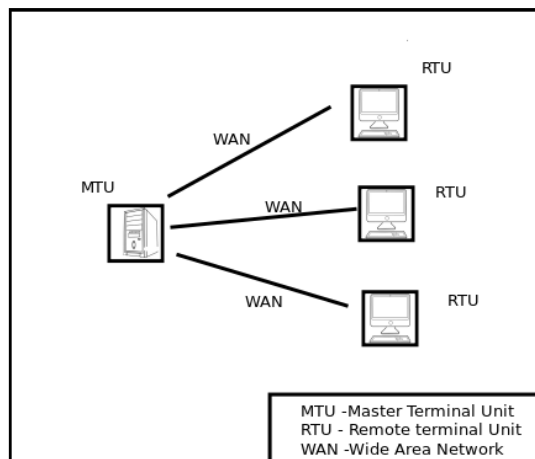 RTU
WAN
MTU
RTU
WAN
WAN
RTU
MTU -Master Terminal Unit
RTU - Remote terminal Unit
WAN -Wide Area Network